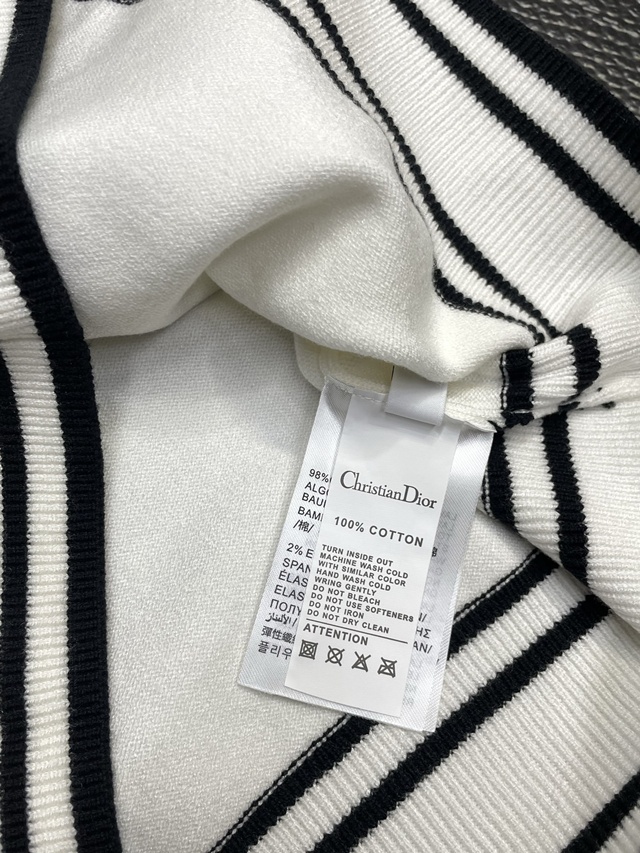 ChristianDior
100% COTTON
TURN INSIDE OUT
MACHINE WASH COLD
WITH SIMILAR COLOR
HAND WASH COLD
WRING GENTLY
DO NOT BLEACH
DO NOT USE SOFTENERS
DO NOT IRON
DO NOT DRY CLEAN
ATTENTION
98%
ALG
BAU
BAM
/棉/
2% E
SPAN
ÉLAS
ELAS
ПОЛУ
彈性纖
플리우